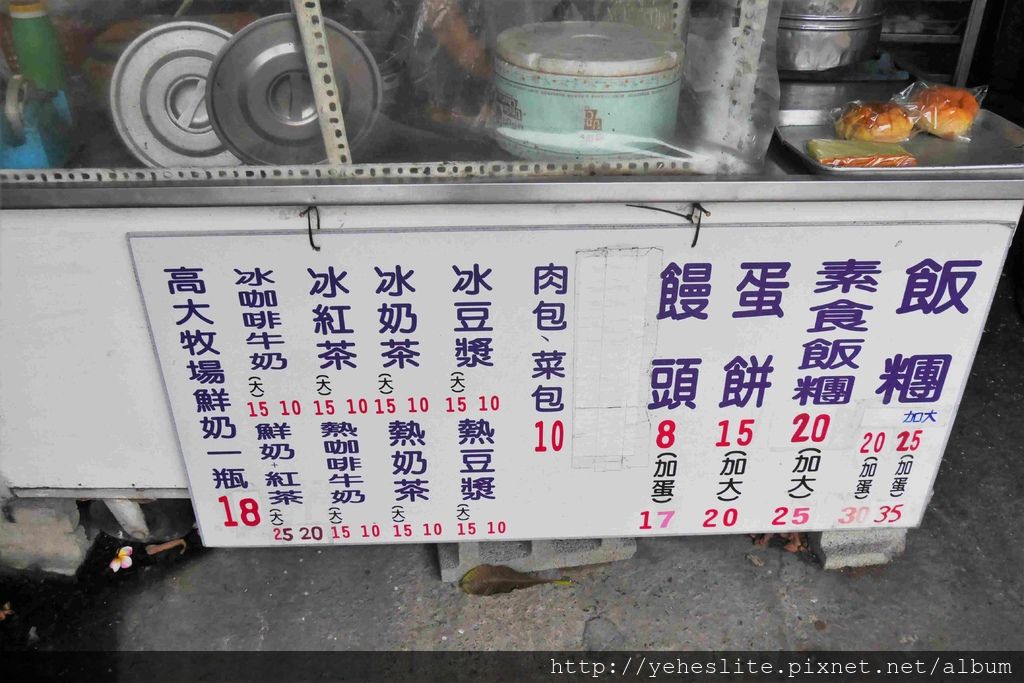 飯糰
加大
20 25
(加蛋) (加蛋)
30 35
素食飯糰
20
(加大)
25
蛋餅
15
(加大)
20
饅頭
8
(加蛋)
17
肉包、菜包
10
冰豆漿
(大)
15 10
熱豆漿
(大)
15 10
冰奶茶
(大)
15 10
熱奶茶
(大)
15 10
冰紅茶
(大)
15 10
熱咖啡牛奶
(大)
15 10
冰咖啡牛奶
(大)
15 10
鮮奶+紅茶
(大)
25 20
高大牧場鮮奶一瓶
18
http://yeheslite.pixnet.net/album